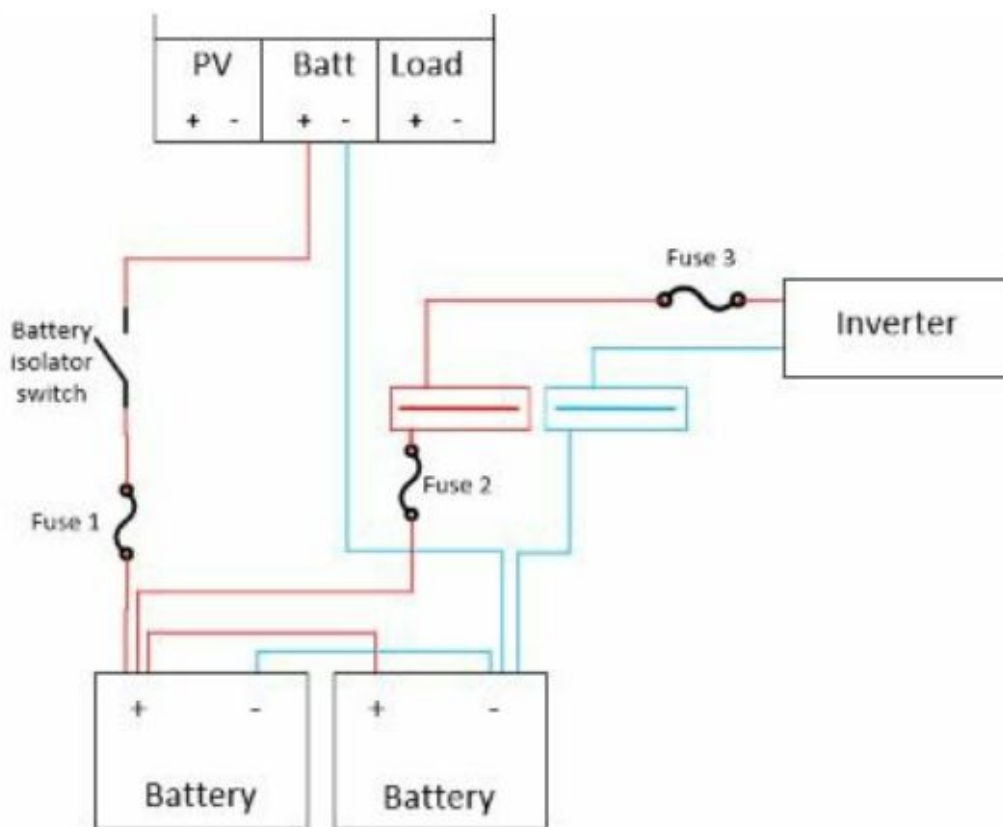 PV Batt Load
+ - + - + -
Fuse 3
Inverter
Battery
isolator
switch
Fuse 2
Fuse 1
+ - + -
Battery Battery